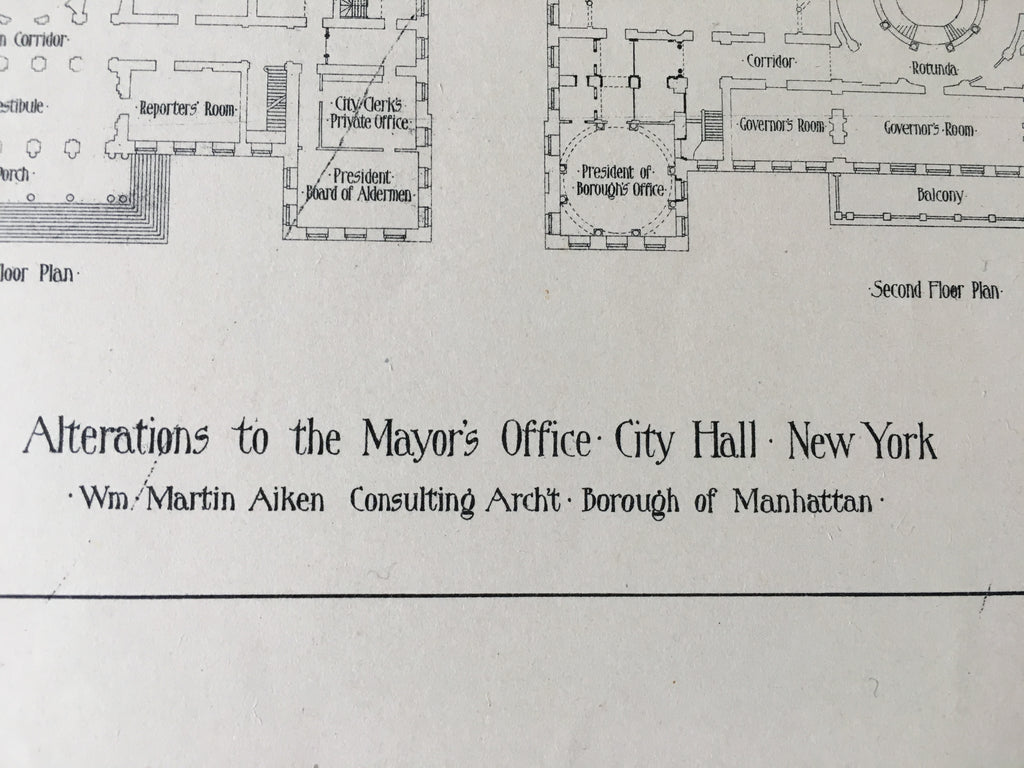 Corridor·
·Reporters' Room·
·City Clerk's
·Private Office·
·President·
·Board of Aldermen·
Floor Plan·
·Corridor·
Rotunda·
·Governor's Room·
Governor's·Room·
·President of·
·Borough's Office·
Balcony
·Second Floor Plan·
Alterations to the Mayor's Office· City Hall· New York
·Wm. Martin Aiken Consulting Arch't· Borough of Manhattan·